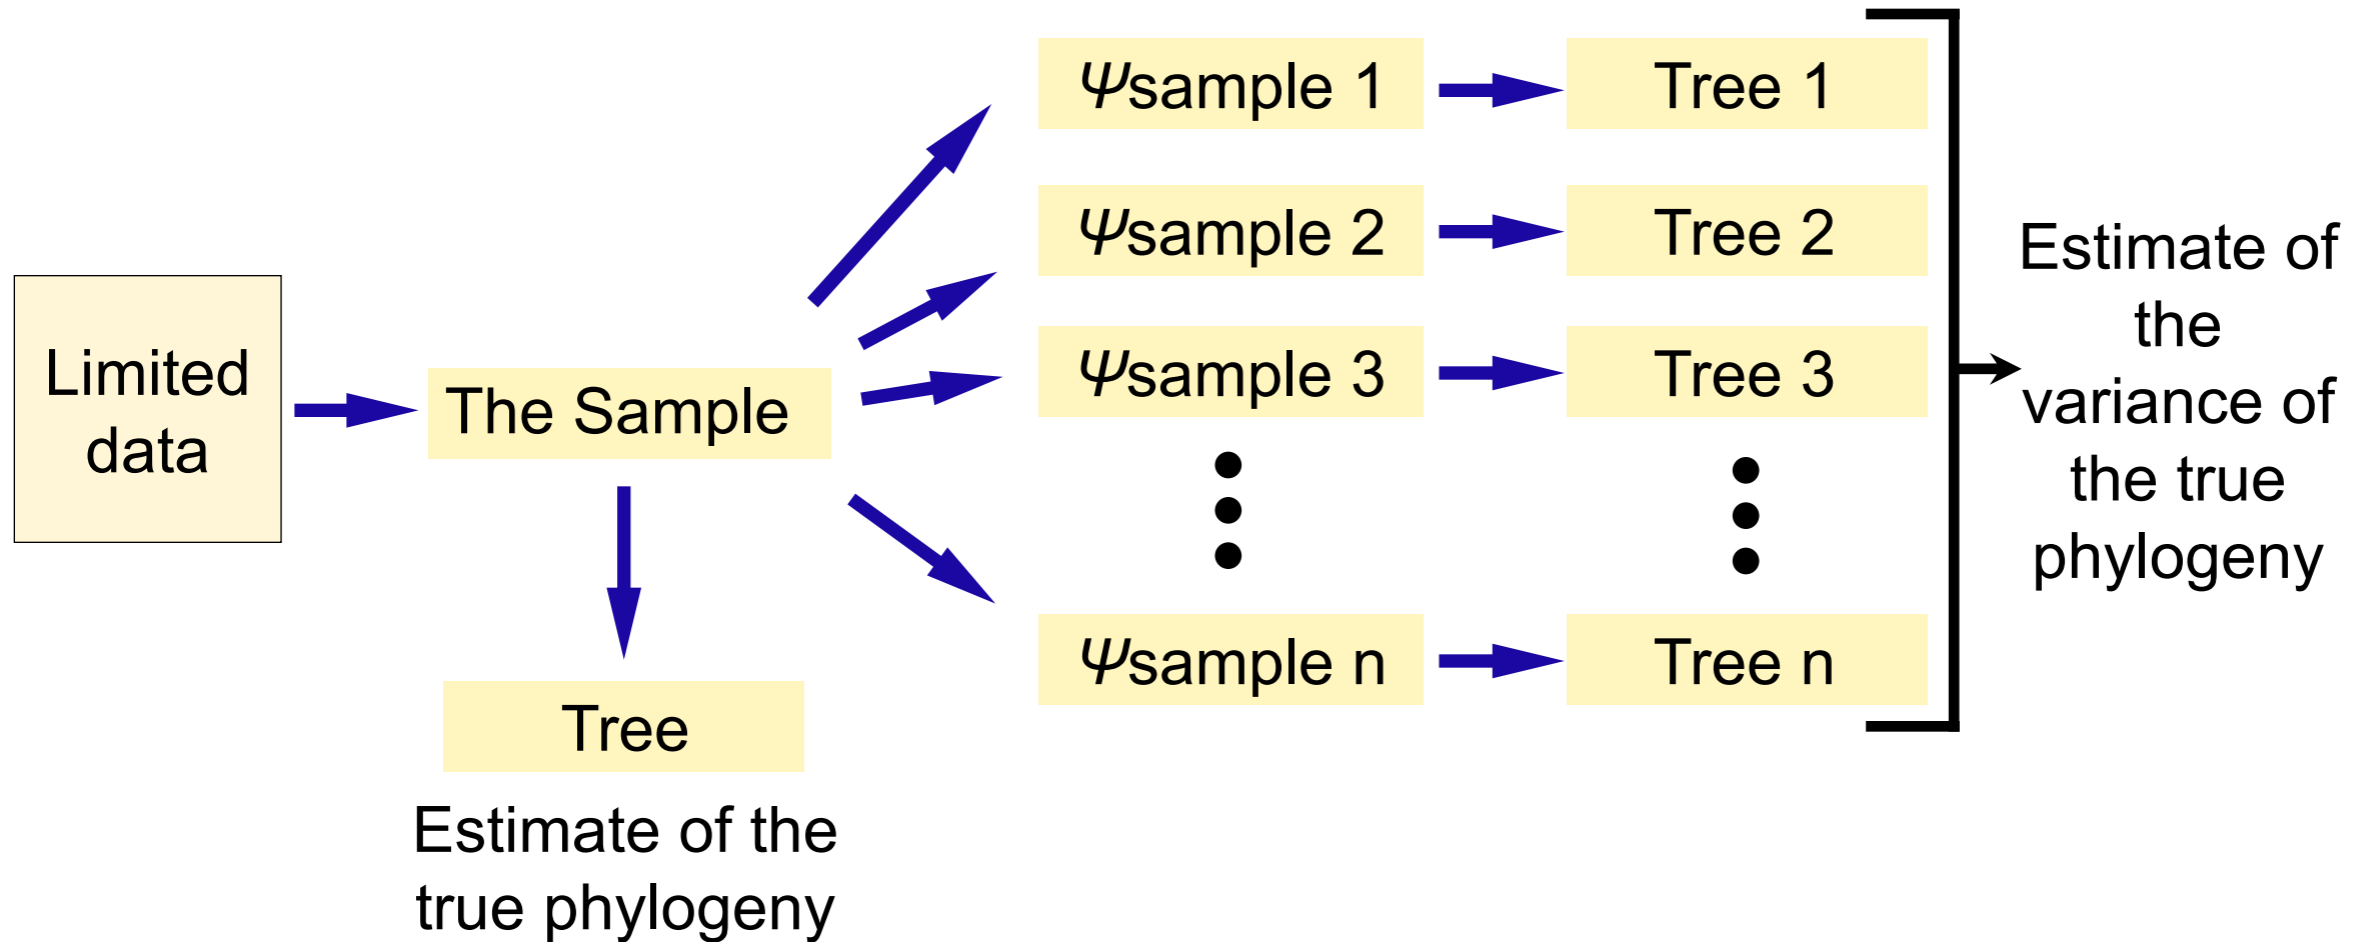 Limited
data
The Sample
Tree
Estimate of the
true phylogeny
Ψsample 1
Tree 1
Ψsample 2
Tree 2
Ψsample 3
Tree 3
Ψsample n
Tree n
Estimate of
the
variance of
the true
phylogeny